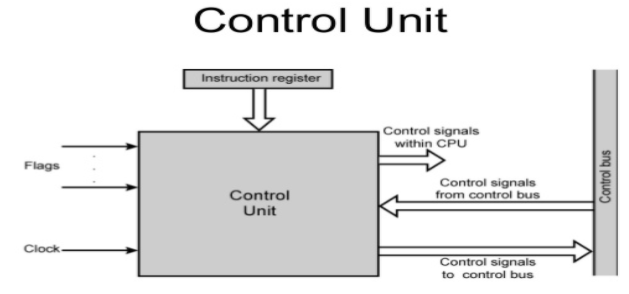 Control Unit
Instruction register
Control signals
within CPU
Flags
Control signals
from control bus
Control
Unit
Control bus
Clock
Control signals
to control bus